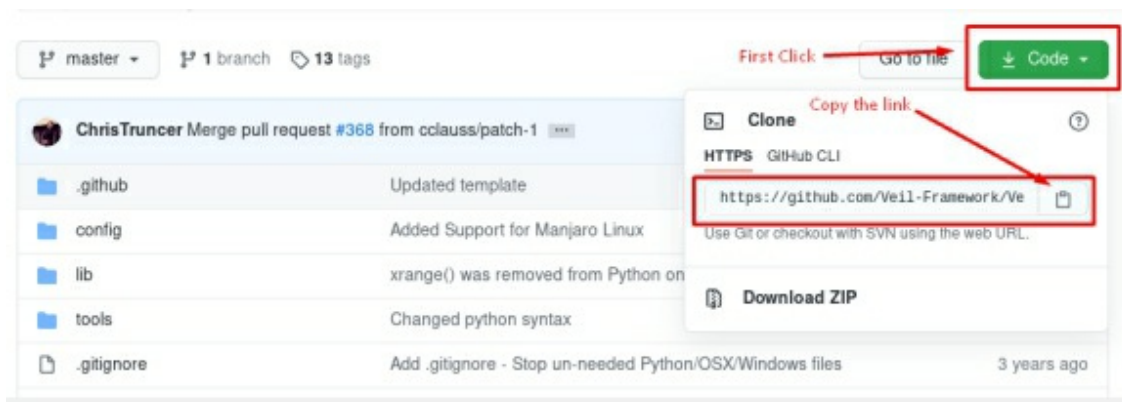 master
1 branch
13 tags
First Click
Go to file
Code
ChrisTruncer Merge pull request #368 from cclauss/patch-1
Copy the link
Clone
HTTPS GitHub CLI
https://github.com/Veil-Framework/Ve
Use Git or checkout with SVN using the web URL.
Download ZIP
.github Updated template
config Added Support for Manjaro Linux
lib xrange() was removed from Python on
tools Changed python syntax
.gitignore Add .gitignore - Stop un-needed Python/OSX/Windows files 3 years ago